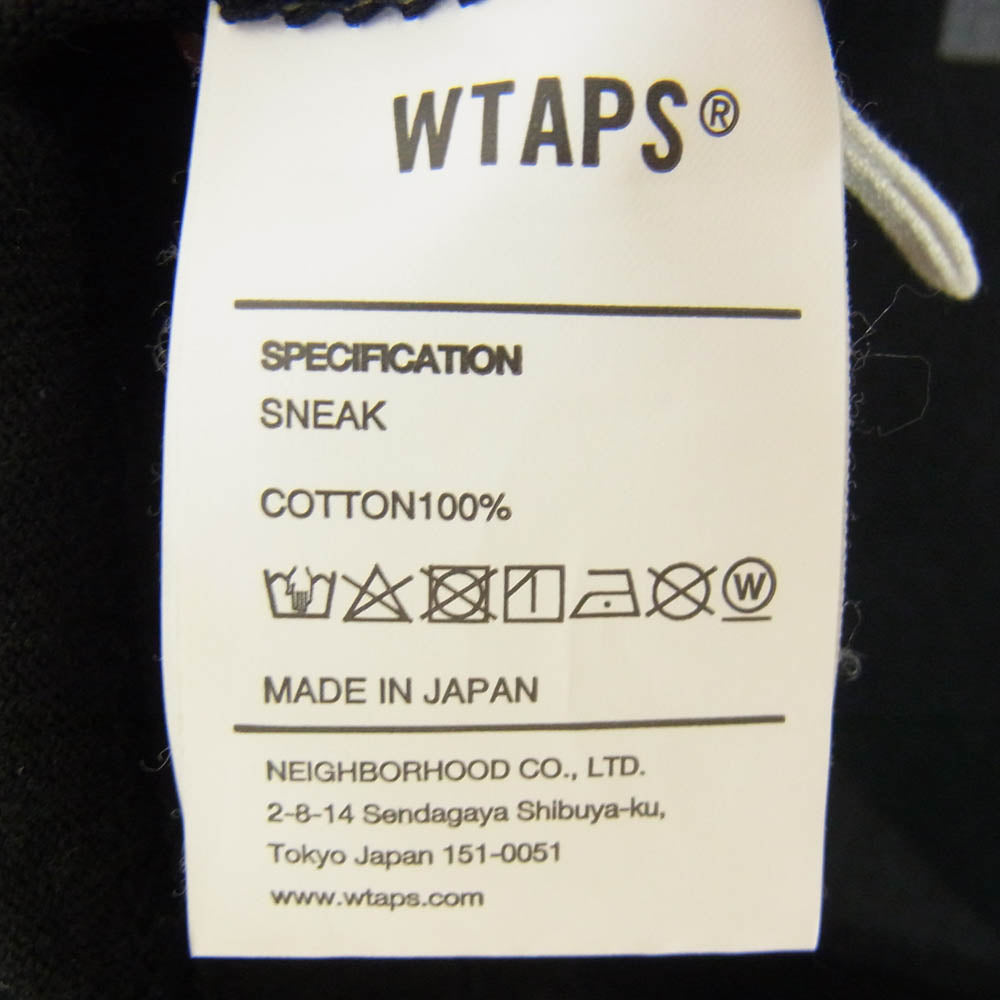 WTAPS®
SPECIFICATION
SNEAK
COTTON100%
W
MADE IN JAPAN
NEIGHBORHOOD CO., LTD.
2-8-14 Sendagaya Shibuya-ku,
Tokyo Japan 151-0051
www.wtaps.com